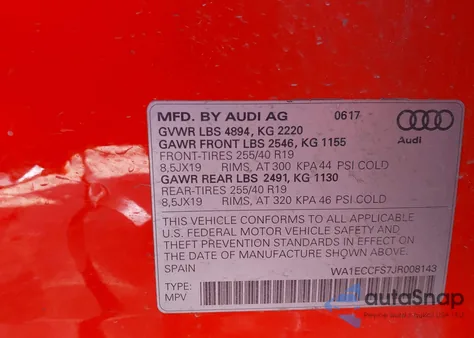 MFD. BY AUDI AG 0617
GVWR LBS 4894, KG 2220
GAWR FRONT LBS 2546, KG 1155
FRONT-TIRES 255/40 R19
8,5JX19 RIMS, AT 300 KPA 44 PSI COLD
GAWR REAR LBS 2491, KG 1130
REAR-TIRES 255/40 R19
8,5JX19 RIMS, AT 320 KPA 46 PSI COLD
Audi
THIS VEHICLE CONFORMS TO ALL APPLICABLE
U.S. FEDERAL MOTOR VEHICLE SAFETY AND
THEFT PREVENTION STANDARDS IN EFFECT ON
THE DATE OF MANUFACTURE SHOWN ABOVE.
SPAIN WA1ECCFS7JR008143
TYPE:
MPV
autoSnap